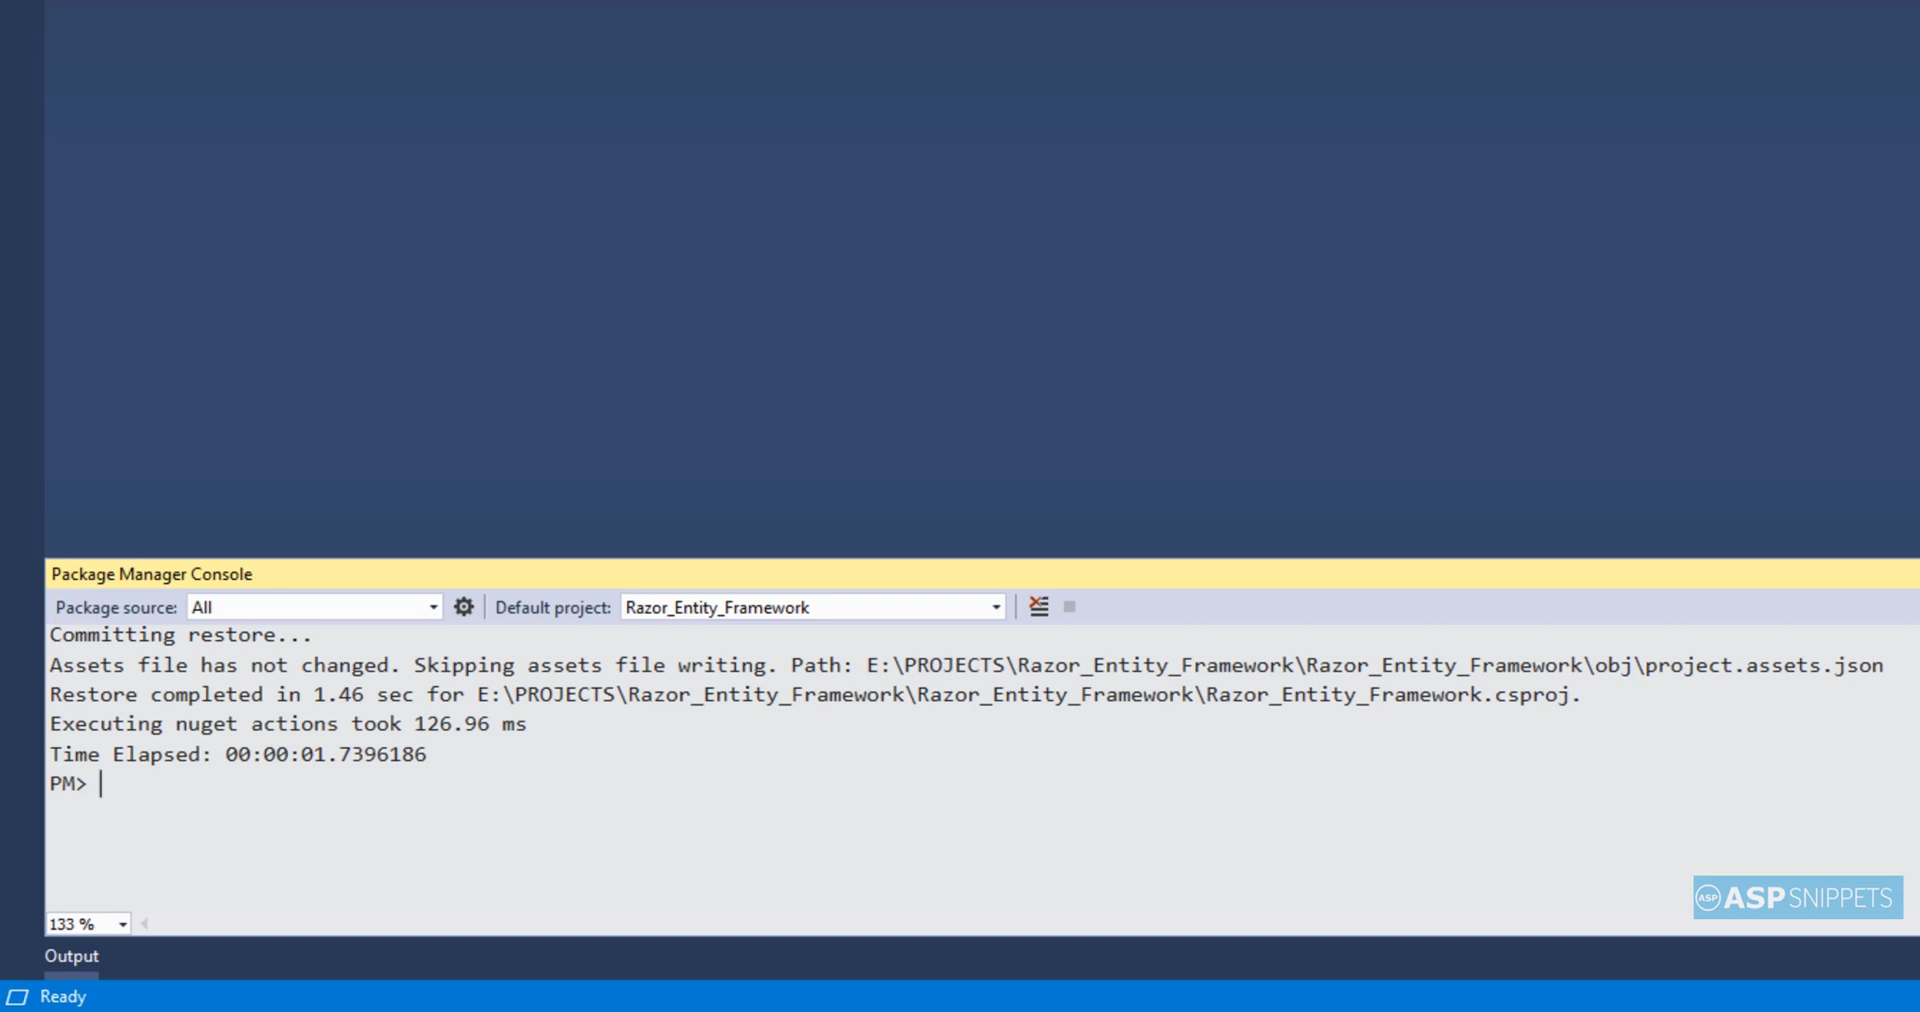 Package Manager Console
Package source: All Default project: Razor_Entity_Framework
Committing restore...
Assets file has not changed. Skipping assets file writing. Path: E:\PROJECTS\Razor_Entity_Framework\Razor_Entity_Framework\obj\project.assets.json
Restore completed in 1.46 sec for E:\PROJECTS\Razor_Entity_Framework\Razor_Entity_Framework\Razor_Entity_Framework.csproj.
Executing nuget actions took 126.96 ms
Time Elapsed: 00:00:01.7396186
PM>
ASP ASPSNIPPETS
133 %
Output
Ready